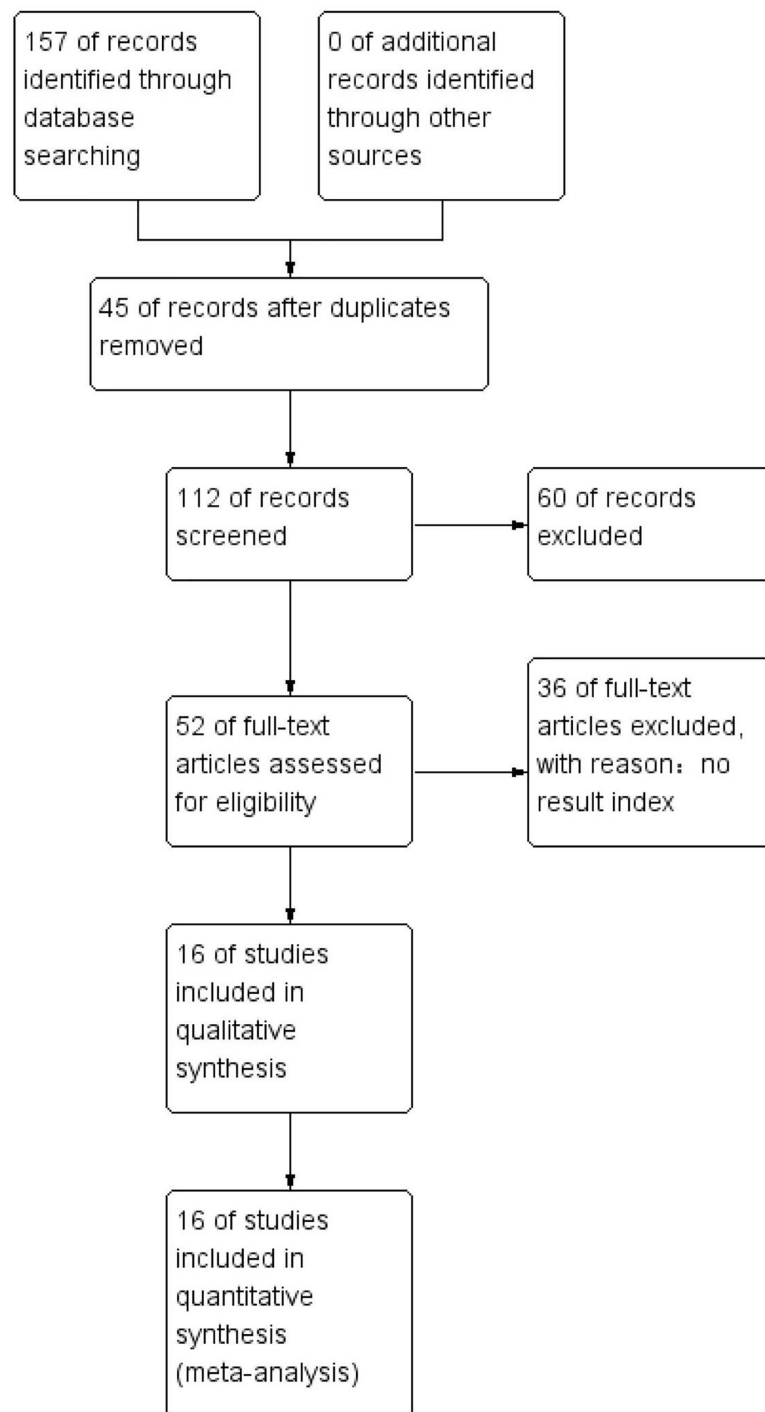 157 of records
identified through
database
searching
0 of additional
records identified
through other
sources
45 of records after duplicates
removed
112 of records
screened
60 of records
excluded
52 of full-text
articles assessed
for eligibility
36 of full-text
articles excluded,
with reason：no
result index
16 of studies
included in
qualitative
synthesis
16 of studies
included in
quantitative
synthesis
(meta-analysis)